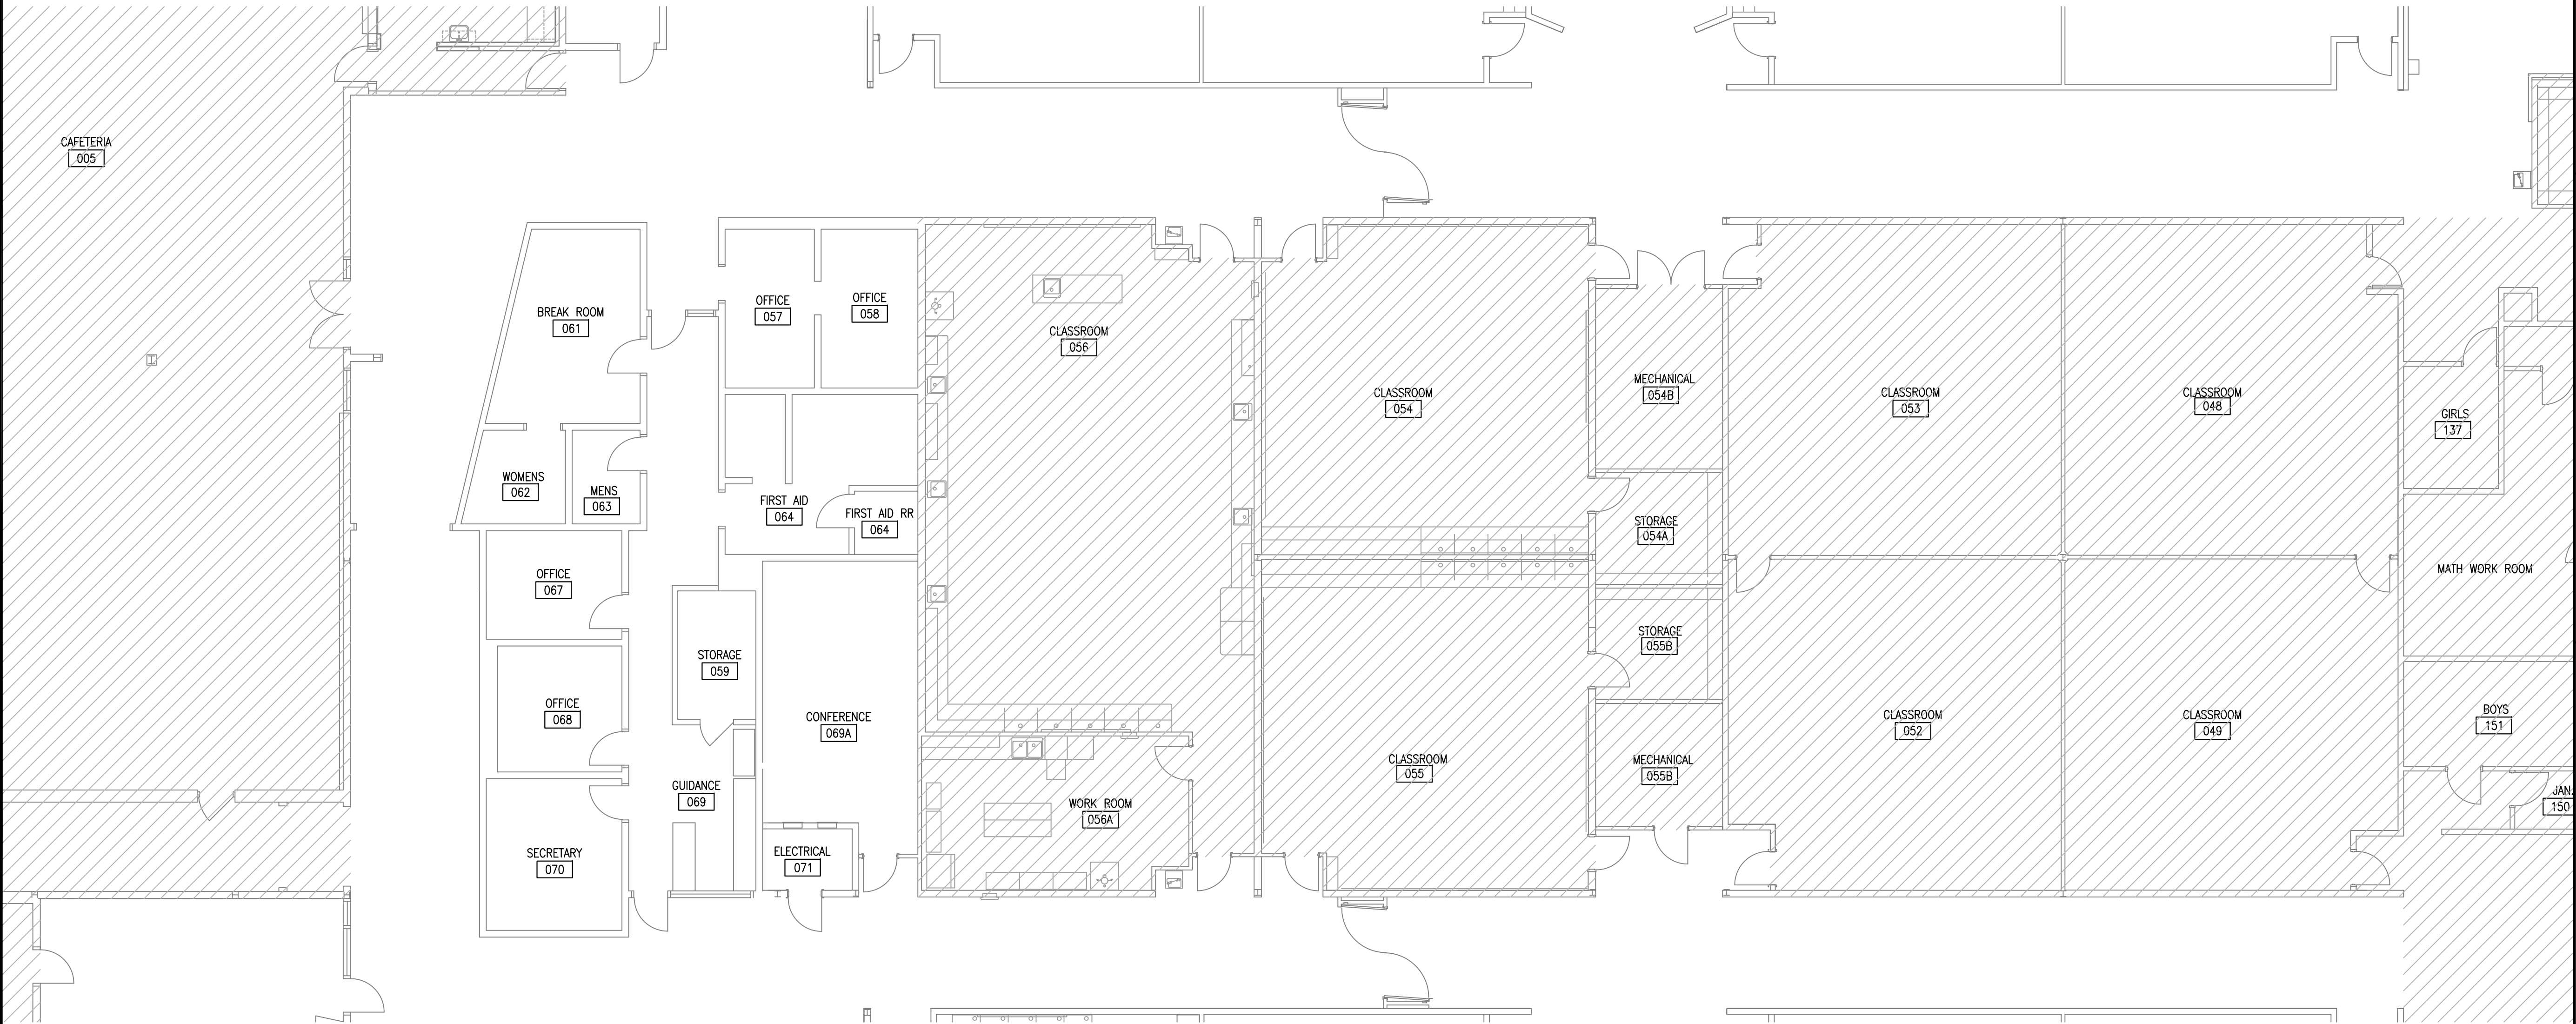 CAFETERIA
005
BREAK ROOM
061
OFFICE
057
OFFICE
058
CLASSROOM
056
CLASSROOM
054
MECHANICAL
054B
CLASSROOM
053
CLASSROOM
048
GIRLS
137
WOMENS
062
MENS
063
FIRST AID
064
FIRST AID RR
064
STORAGE
054A
MATH WORK ROOM
OFFICE
067
STORAGE
059
STORAGE
055B
OFFICE
068
CONFERENCE
069A
CLASSROOM
052
CLASSROOM
049
BOYS
151
CLASSROOM
055
MECHANICAL
055B
GUIDANCE
069
WORK ROOM
056A
JAN.
150
SECRETARY
070
ELECTRICAL
071